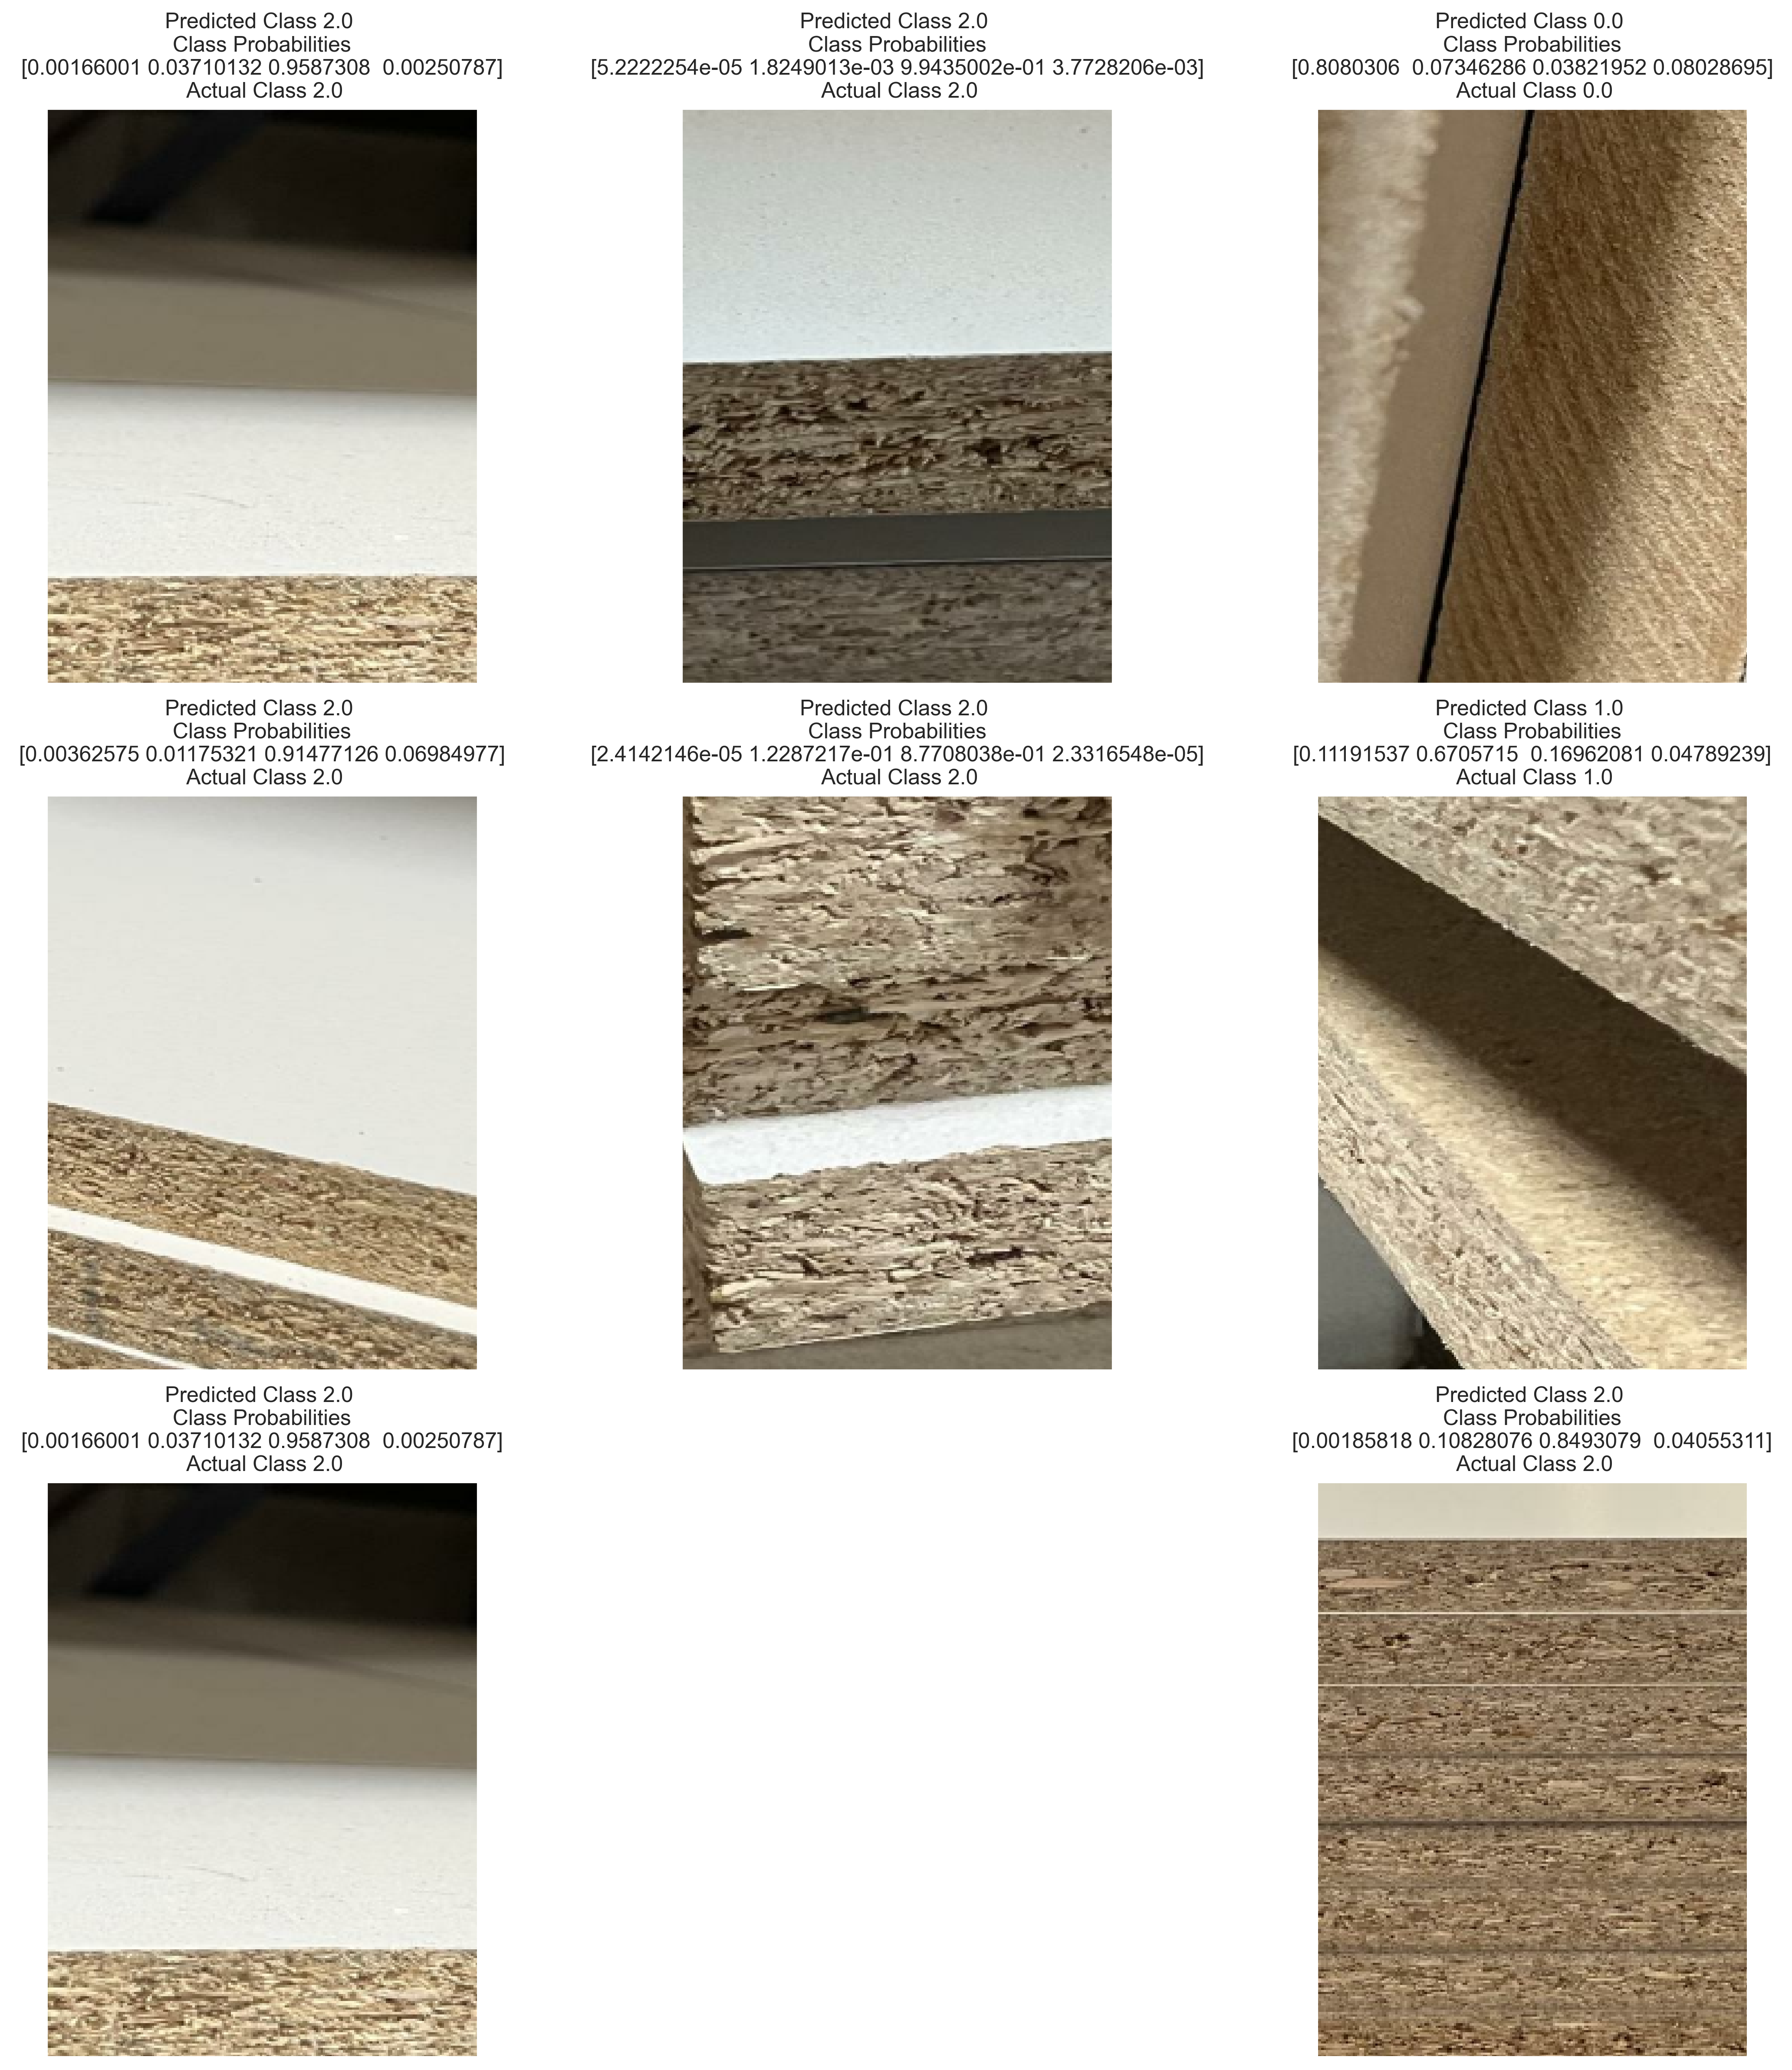 Predicted Class 2.0
Class Probabilities
[0.00166001 0.03710132 0.9587308  0.00250787]
Actual Class 2.0
Predicted Class 2.0
Class Probabilities
[5.2222254e-05 1.8249013e-03 9.9435002e-01 3.7728206e-03]
Actual Class 2.0
Predicted Class 0.0
Class Probabilities
[0.8080306  0.07346286 0.03821952 0.08028695]
Actual Class 0.0
Predicted Class 2.0
Class Probabilities
[0.00362575 0.01175321 0.91477126 0.06984977]
Actual Class 2.0
Predicted Class 2.0
Class Probabilities
[2.4142146e-05 1.2287217e-01 8.7708038e-01 2.3316548e-05]
Actual Class 2.0
Predicted Class 1.0
Class Probabilities
[0.11191537 0.6705715  0.16962081 0.04789239]
Actual Class 1.0
Predicted Class 2.0
Class Probabilities
[0.00166001 0.03710132 0.9587308  0.00250787]
Actual Class 2.0
Predicted Class 2.0
Class Probabilities
[0.00185818 0.10828076 0.8493079  0.04055311]
Actual Class 2.0